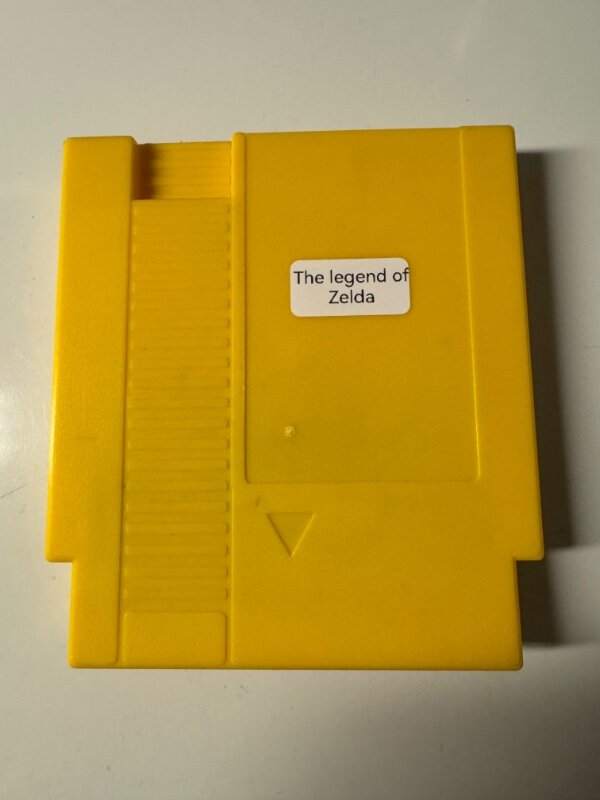 The legend of
Zelda